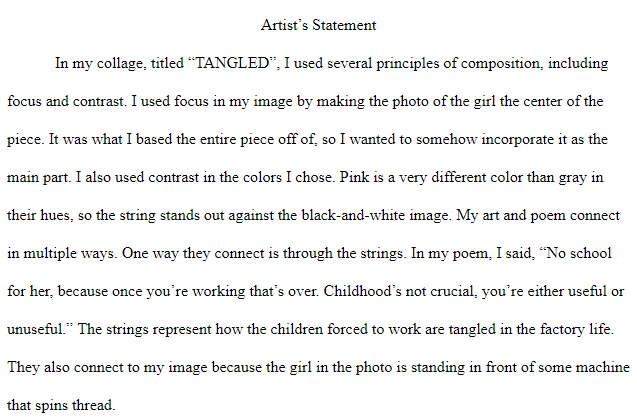 Artist’s Statement
In my collage, titled “TANGLED”, I used several principles of composition, including
focus and contrast. I used focus in my image by making the photo of the girl the center of the
piece. It was what I based the entire piece off of, so I wanted to somehow incorporate it as the
main part. I also used contrast in the colors I chose. Pink is a very different color than gray in
their hues, so the string stands out against the black-and-white image. My art and poem connect
in multiple ways. One way they connect is through the strings. In my poem, I said, “No school
for her, because once you’re working that’s over. Childhood’s not crucial, you’re either useful or
unuseful.” The strings represent how the children forced to work are tangled in the factory life.
They also connect to my image because the girl in the photo is standing in front of some machine
that spins thread.